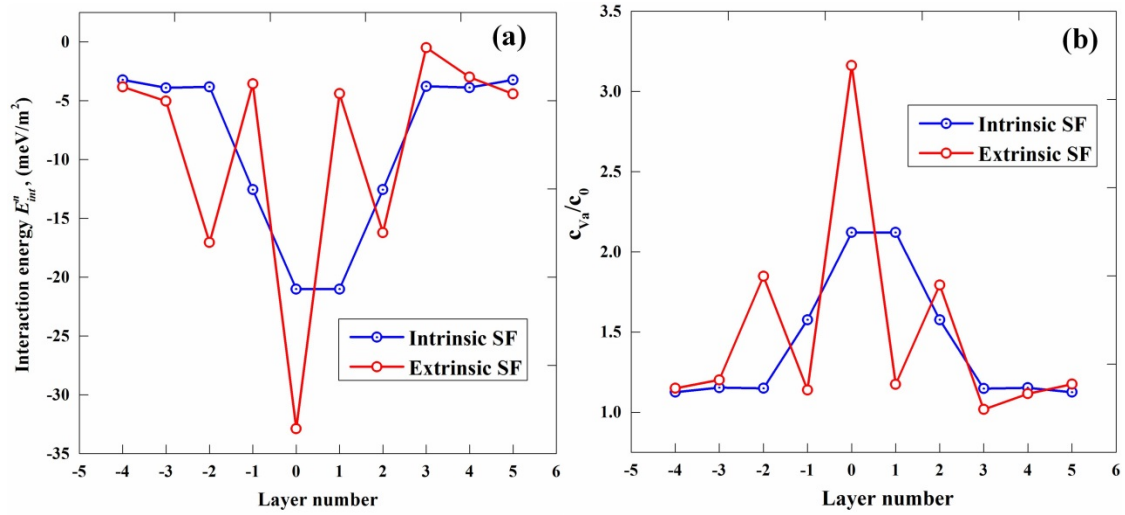 (a)
0
-5
-10
-15
-20
-25
-30
-35
Interaction energy E^n_int, (meV/m²)
Intrinsic SF
Extrinsic SF
-5 -4 -3 -2 -1 0 1 2 3 4 5 6
Layer number
(b)
3.5
3.0
2.5
2.0
1.5
1.0
c_Va/c_0
Intrinsic SF
Extrinsic SF
-5 -4 -3 -2 -1 0 1 2 3 4 5 6
Layer number